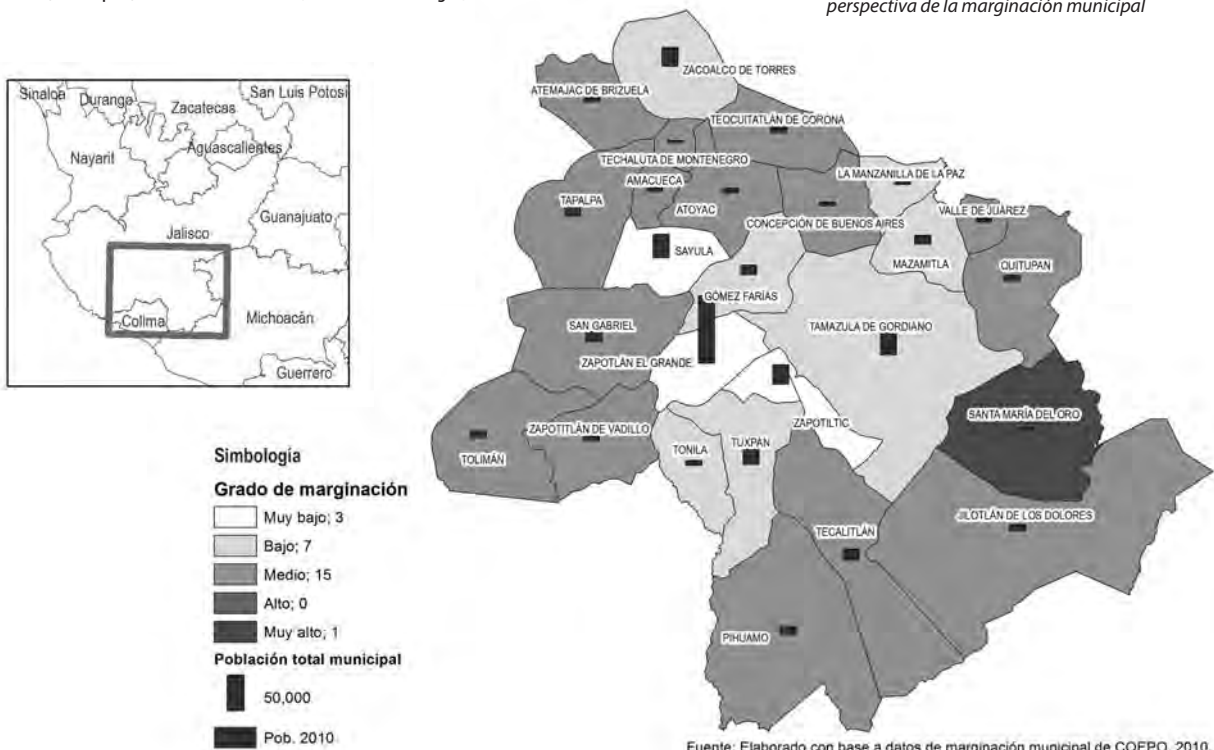 perspectiva de la marginación municipal
Sinaloa
Durango
Zacatecas
San Luis Potosí
Nayarit
Aguascalientes
Guanajuato
Jalisco
Colima
Michoacán
Guerrero
ZACOALCO DE TORRES
ATEMAJAC DE BRIZUELA
TEOCUITATLÁN DE CORONA
TECHALUTA DE MONTENEGRO
LA MANZANILLA DE LA PAZ
AMACUECA
TAPALPA
ATOYAC
VALLE DE JUÁREZ
CONCEPCIÓN DE BUENOS AIRES
SAYULA
MAZAMITLA
QUITUPAN
GÓMEZ FARÍAS
SAN GABRIEL
TAMAZULA DE GORDIANO
ZAPOTLÁN EL GRANDE
SANTA MARÍA DEL ORO
ZAPOTILTIC
ZAPOTITLÁN DE VADILLO
TOLIMÁN
TONILA
TUXPAN
JILOTLÁN DE LOS DOLORES
TECALITLÁN
PIHUAMO
Simbología
Grado de marginación
Muy bajo; 3
Bajo; 7
Medio; 15
Alto; 0
Muy alto; 1
Población total municipal
50,000
Pob. 2010
Fuente: Elaborado con base a datos de marginación municipal de COEPO, 2010